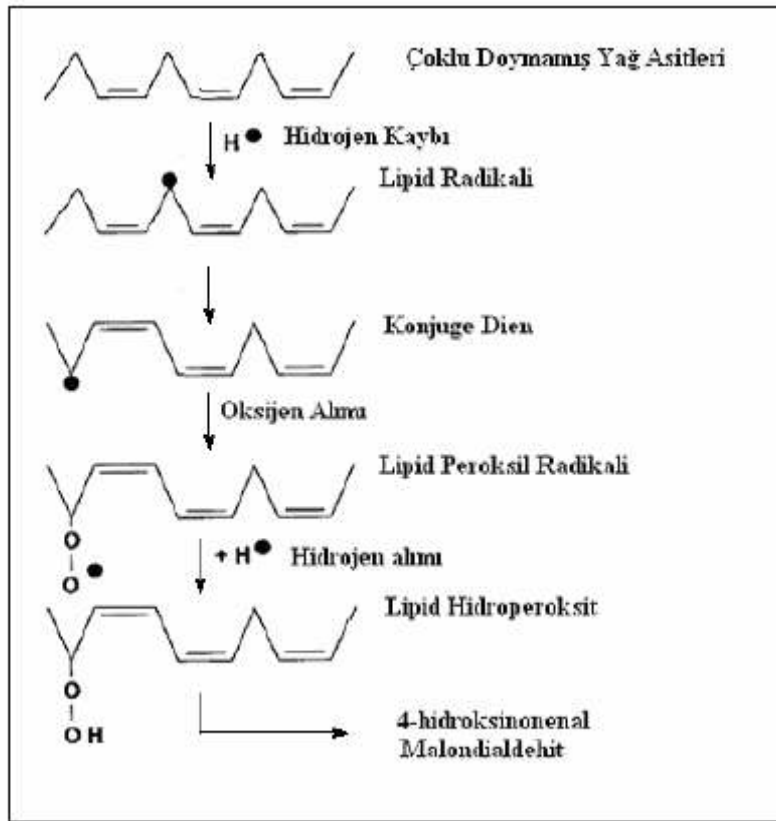 Çoklu Doymamış Yağ Asitleri
H● Hidrojen Kaybı
Lipid Radikali
Konjuge Dien
Oksijen Alımı
Lipid Peroksil Radikali
O
O ●
+ H● Hidrojen alımı
Lipid Hidroperoksit
O
O H
4-hidroksinonenal
Malondialdehit